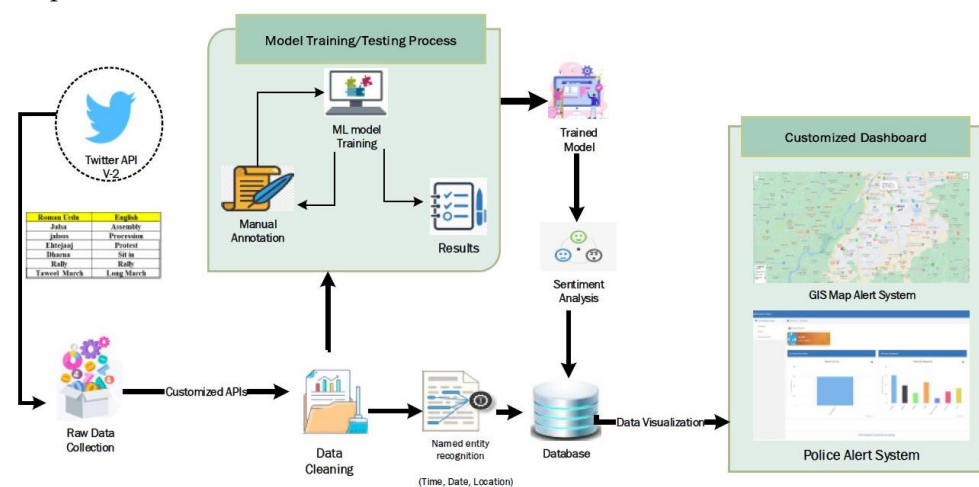 Model Training/Testing Process
Twitter API
V-2
ML model
Training
Manual
Annotation
Results
Trained
Model
Customized Dashboard
Roman Urdu English
Jalsa Assembly
jaloos Procession
Ehtejaaj Protest
Dharna Sit in
Rally Rally
Taweel March Long March
Sentiment
Analysis
GIS Map Alert System
Raw Data
Collection
Customized APIs
Data
Cleaning
Named entity
recognition
(Time, Date, Location)
Database
Data Visualization
Police Alert System